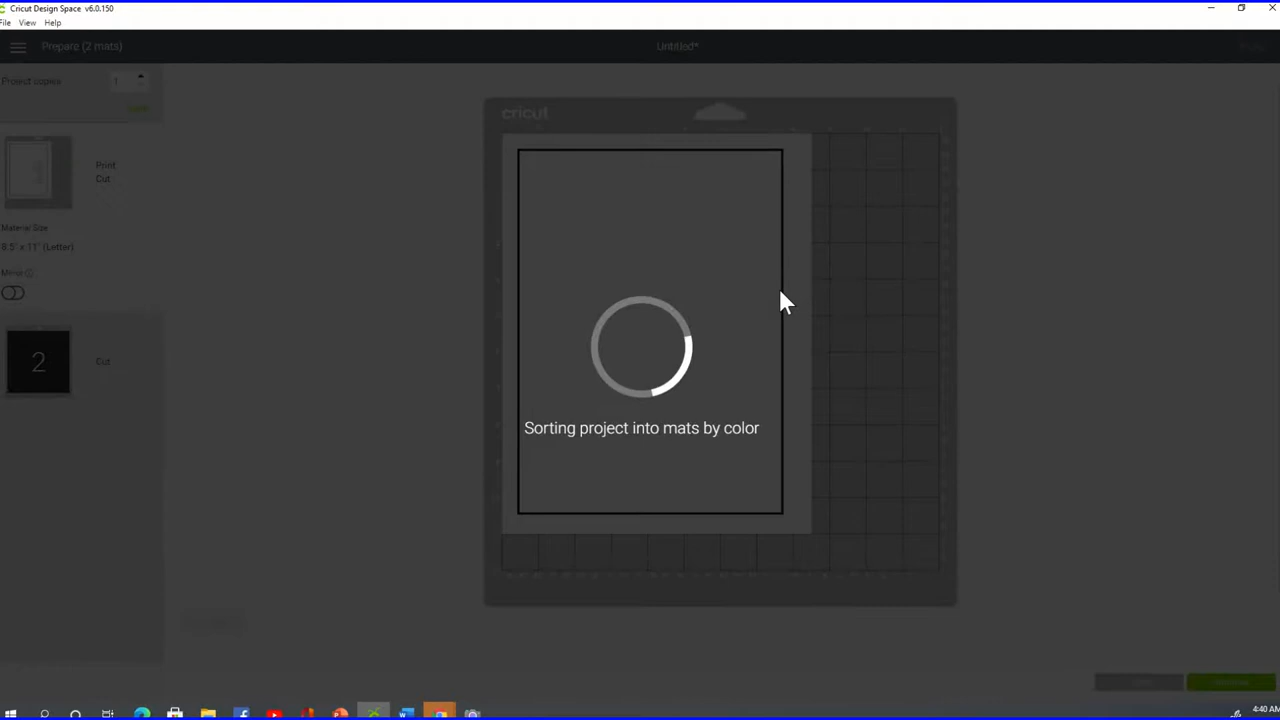 Cricut Design Space v6.0.150
File View Help
Prepare (2 mats)
Untitled*
Project copies
1
cricut
Print
Cut
Material Size
8.5" x 11" (Letter)
Mirror
2
Cut
Sorting project into mats by color
4:40 AM